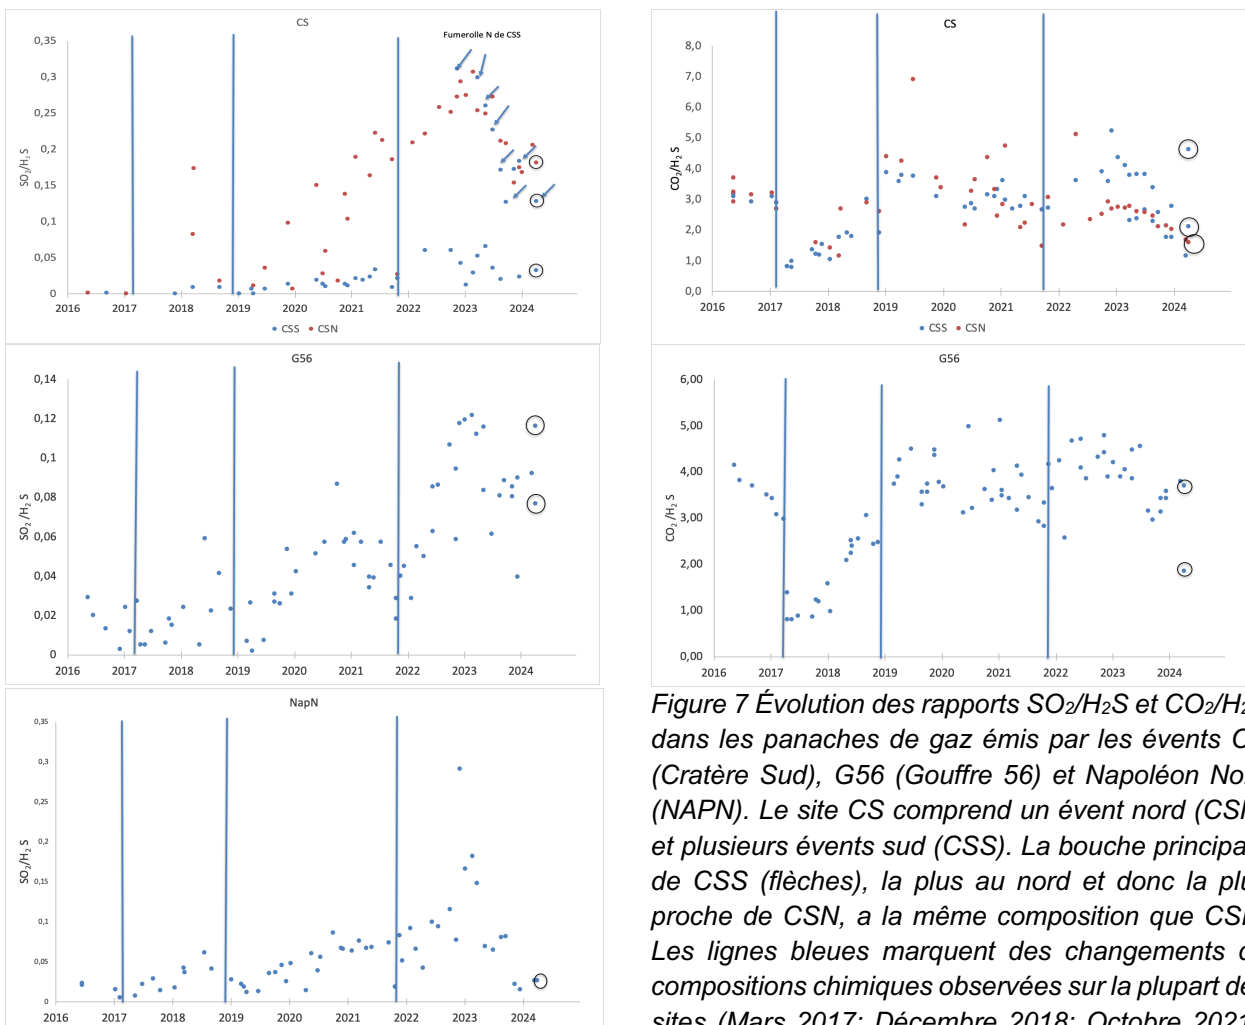 CS
Fumerolle N de CSS
0,35
0,3
0,25
0,2
0,15
0,1
0,05
0
SO2/H2 S
2016 2017 2018 2019 2020 2021 2022 2023 2024
CSS CSN
CS
8,0
7,0
6,0
5,0
4,0
3,0
2,0
1,0
0,0
CO2/H2 S
2016 2017 2018 2019 2020 2021 2022 2023 2024
CSS CSN
G56
0,14
0,12
0,1
0,08
0,06
0,04
0,02
0
SO2 /H2 S
2016 2017 2018 2019 2020 2021 2022 2023 2024
G56
6,00
5,00
4,00
3,00
2,00
1,00
0,00
CO2 /H2 S
2016 2017 2018 2019 2020 2021 2022 2023 2024
NapN
0,35
0,3
0,25
0,2
0,15
0,1
0,05
0
SO2/H2 S
2016 2017 2018 2019 2020 2021 2022 2023 2024
Figure 7 Évolution des rapports SO2/H2S et CO2/H2
dans les panaches de gaz émis par les évents C
(Cratère Sud), G56 (Gouffre 56) et Napoléon No
(NAPN). Le site CS comprend un évent nord (CS
et plusieurs évents sud (CSS). La bouche principa
de CSS (flèches), la plus au nord et donc la plu
proche de CSN, a la même composition que CS
Les lignes bleues marquent des changements
compositions chimiques observées sur la plupart de
sites (Mars 2017; Décembre 2018; Octobre 2021